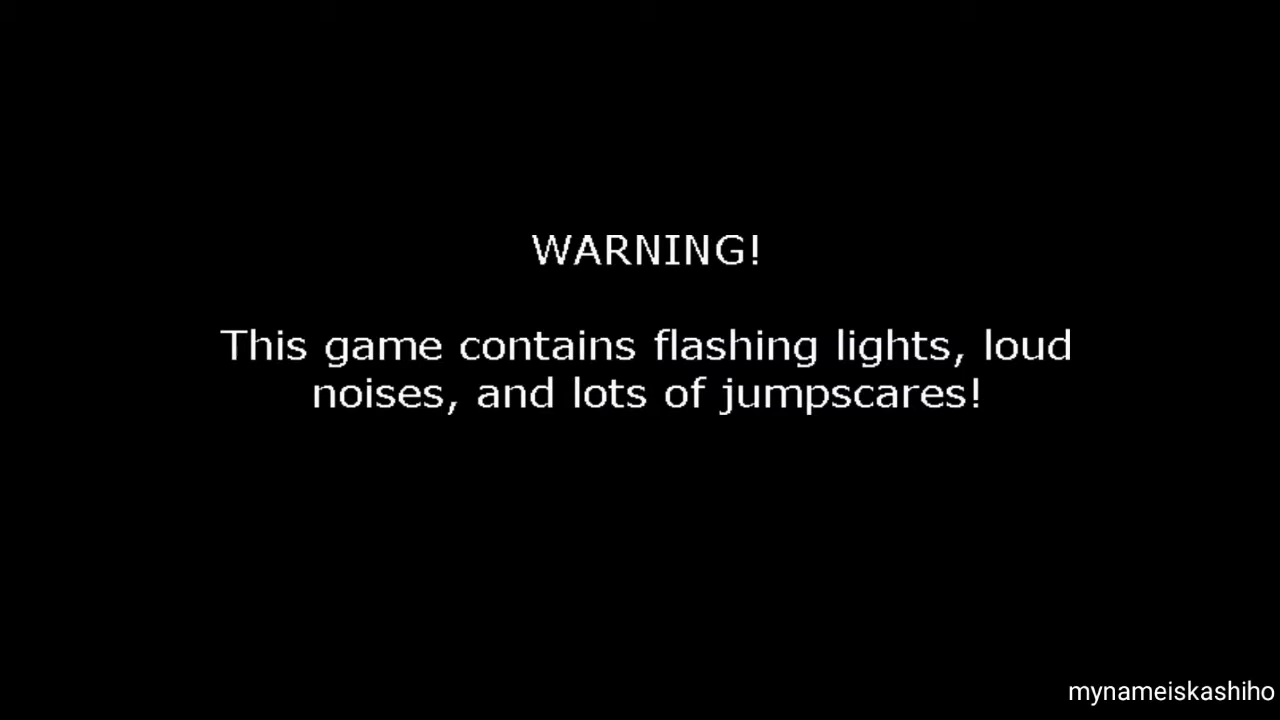 WARNING!
This game contains flashing lights, loud
noises, and lots of jumpscares!
mynameiskashiho